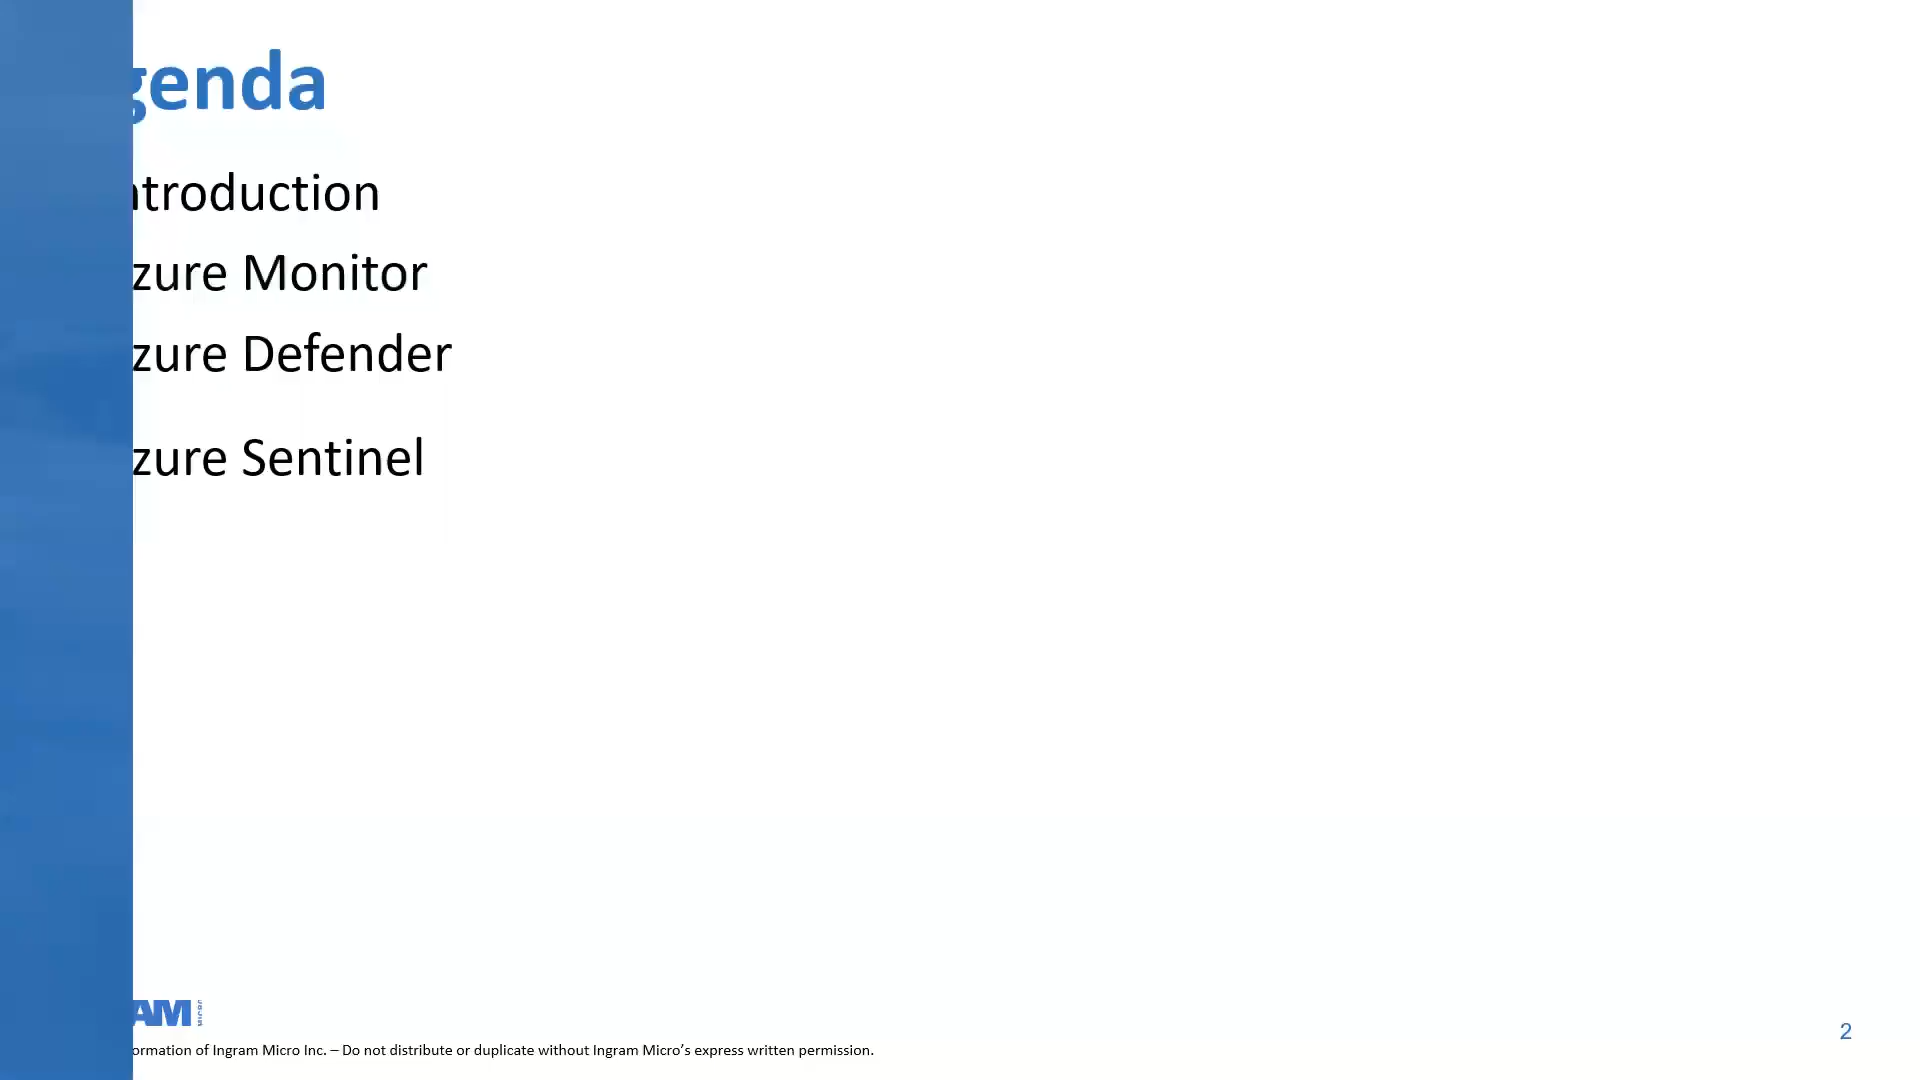 genda
ntroduction
zure Monitor
zure Defender
zure Sentinel
AM
ormation of Ingram Micro Inc. – Do not distribute or duplicate without Ingram Micro’s express written permission.
2